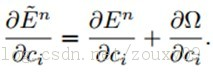 ∂Ẽⁿ/∂cᵢ = ∂Eⁿ/∂cᵢ + ∂Ω/∂cᵢ.